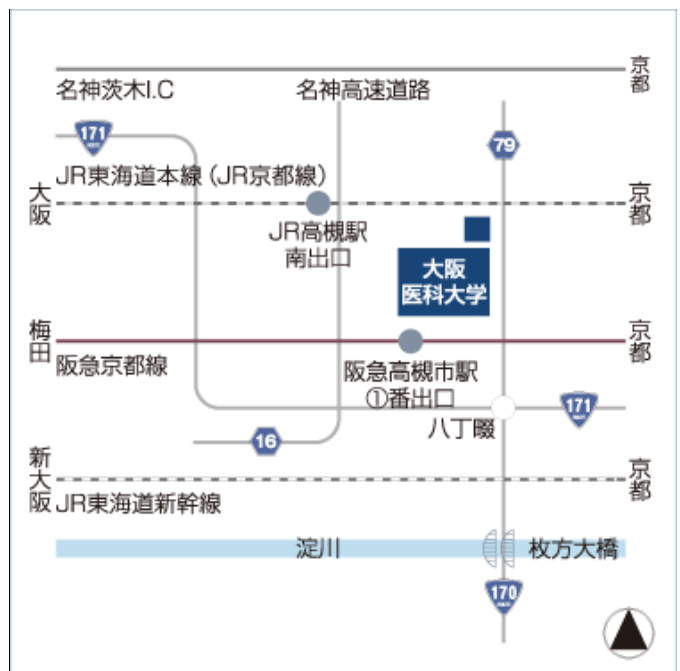 京都
名神茨木I.C
名神高速道路
171
79
JR東海道本線(JR京都線)
大阪
京都
JR高槻駅
南出口
大阪
医科大学
梅田
京都
阪急京都線
阪急高槻市駅
①番出口
171
八丁畷
16
新大阪
京都
JR東海道新幹線
淀川
枚方大橋
170